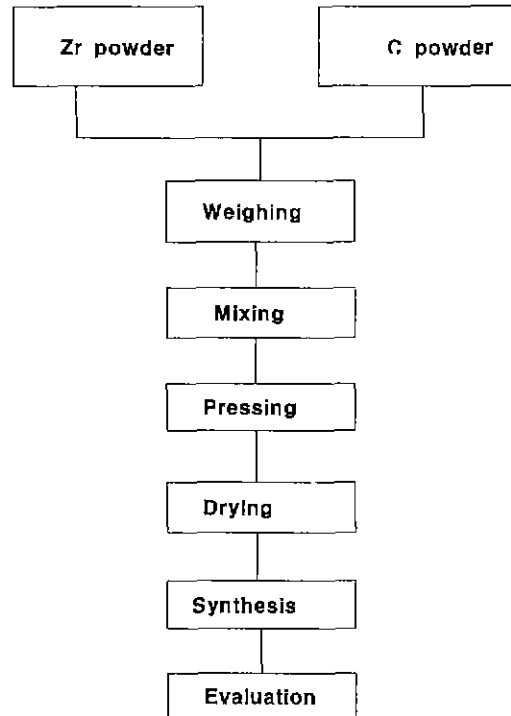 Zr powder
C powder
Weighing
Mixing
Pressing
Drying
Synthesis
Evaluation